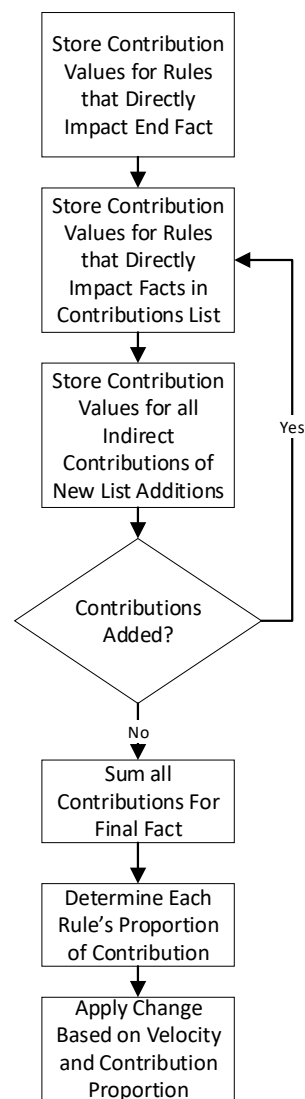 Store Contribution
Values for Rules
that Directly
Impact End Fact
Store Contribution
Values for Rules
that Directly
Impact Facts in
Contributions List
Store Contribution
Values for all
Indirect
Contributions of
New List Additions
Yes
Contributions
Added?
No
Sum all
Contributions For
Final Fact
Determine Each
Rule’s Proportion
of Contribution
Apply Change
Based on Velocity
and Contribution
Proportion